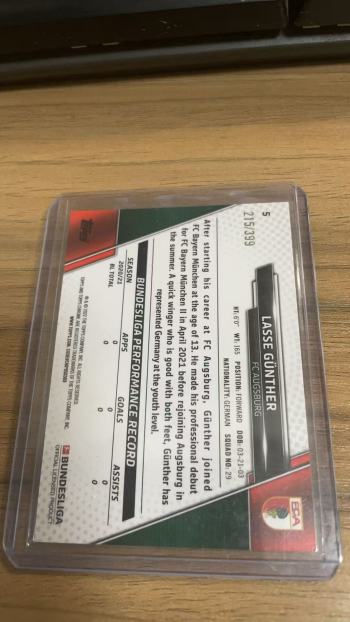 5
215/399
LASSE GÜNTHER
FC AUGSBURG
HT: 6'0" WT: 165 POSITION: FORWARD DOB: 03-21-03
NATIONALITY: GERMAN SQUAD NO: 29
FCA
After starting his career at FC Augsburg, Günther joined
FC Bayern München at the age of 13. He made his professional debut
for FC Bayern München II in April 2021 before rejoining Augsburg in
the summer. A quick winger who is good with both feet, Günther has
represented Germany at the youth level.
BUNDESLIGA PERFORMANCE RECORD
SEASON APPS GOALS ASSISTS
2020/21 0 0 0
BL TOTAL 0 0 0
Topps
BUNDESLIGA
OFFICIAL LICENSED PRODUCT